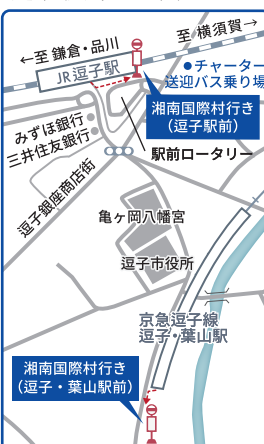 ←至 鎌倉・品川
至 横須賀→
JR逗子駅
●チャーター
送迎バス乗り場
湘南国際村行き
（逗子駅前）
みずほ銀行
三井住友銀行
駅前ロータリー
逗子銀座商店街
亀ヶ岡八幡宮
逗子市役所
京急逗子線
逗子・葉山駅
湘南国際村行き
（逗子・葉山駅前）